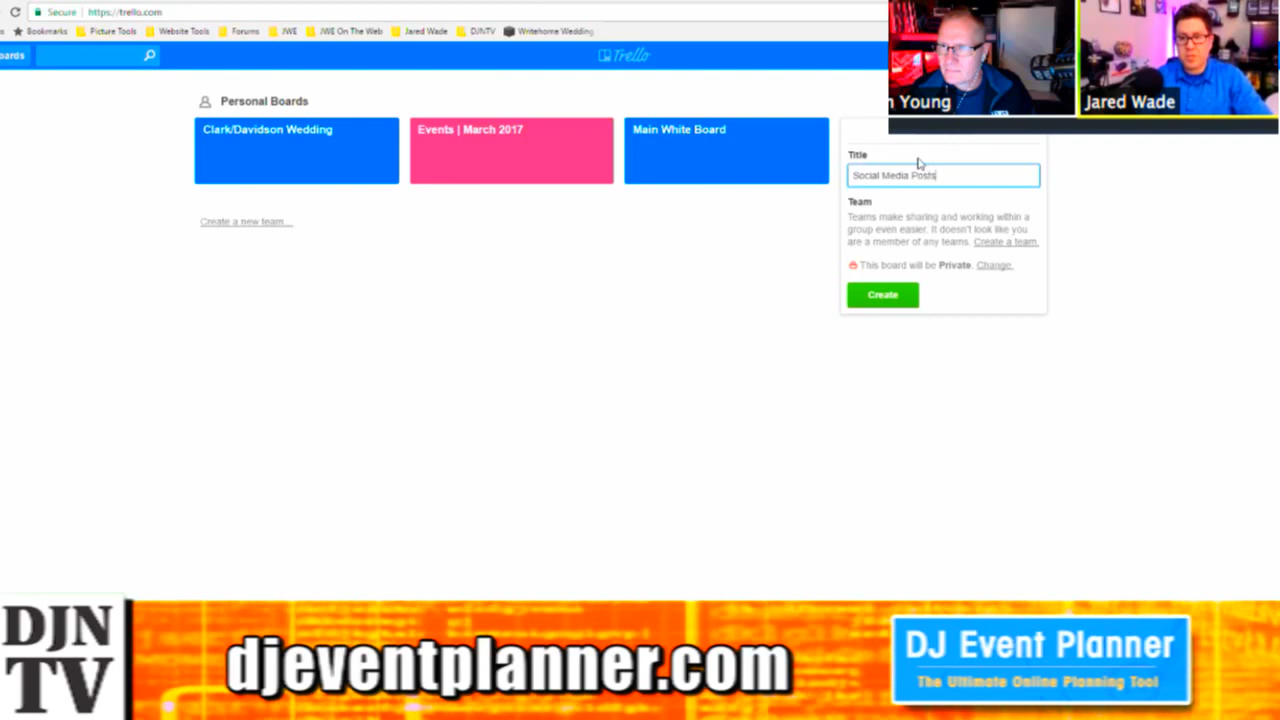 Secure https://trello.com
Bookmarks Picture Tools Website Tools Forums JWE JWE On The Web Jared Wade DJNTV Writehome Wedding
oards
Trello
n Young
Jared Wade
Personal Boards
Clark/Davidson Wedding
Events | March 2017
Main White Board
Title
Social Media Posts
Create a new team...
Team
Teams make sharing and working within a
group even easier. It doesn't look like you
are a member of any teams. Create a team.
This board will be Private. Change.
Create
DJN
TV
djeventplanner.com
DJ Event Planner
The Ultimate Online Planning Tool